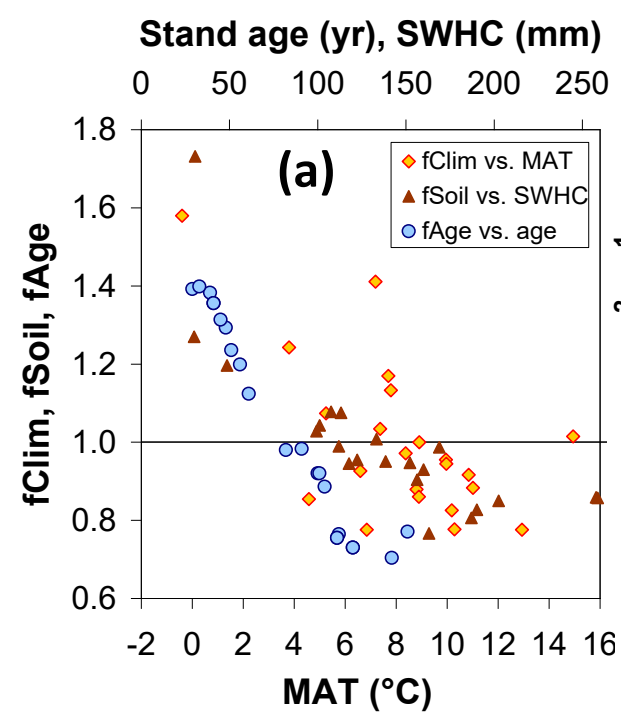 Stand age (yr), SWHC (mm)
0 50 100 150 200 250
1.8
1.6
1.4
1.2
1.0
0.8
0.6
fClim, fSoil, fAge
(a)
fClim vs. MAT
fSoil vs. SWHC
fAge vs. age
-2 0 2 4 6 8 10 12 14 16
MAT (°C)